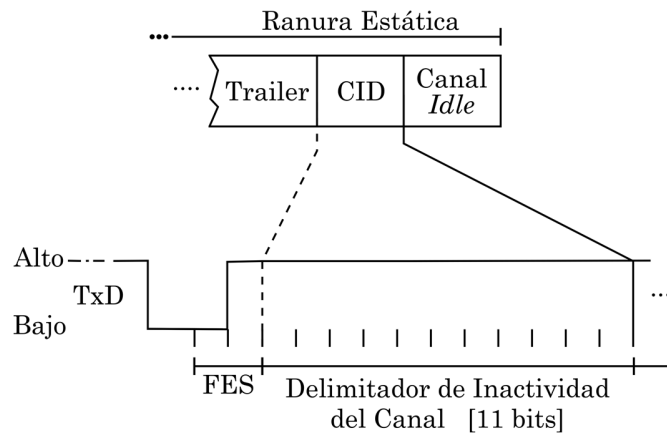 Ranura Estática
Trailer
CID
Canal
Idle
Alto
TxD
Bajo
FES
Delimitador de Inactividad
del Canal [11 bits]